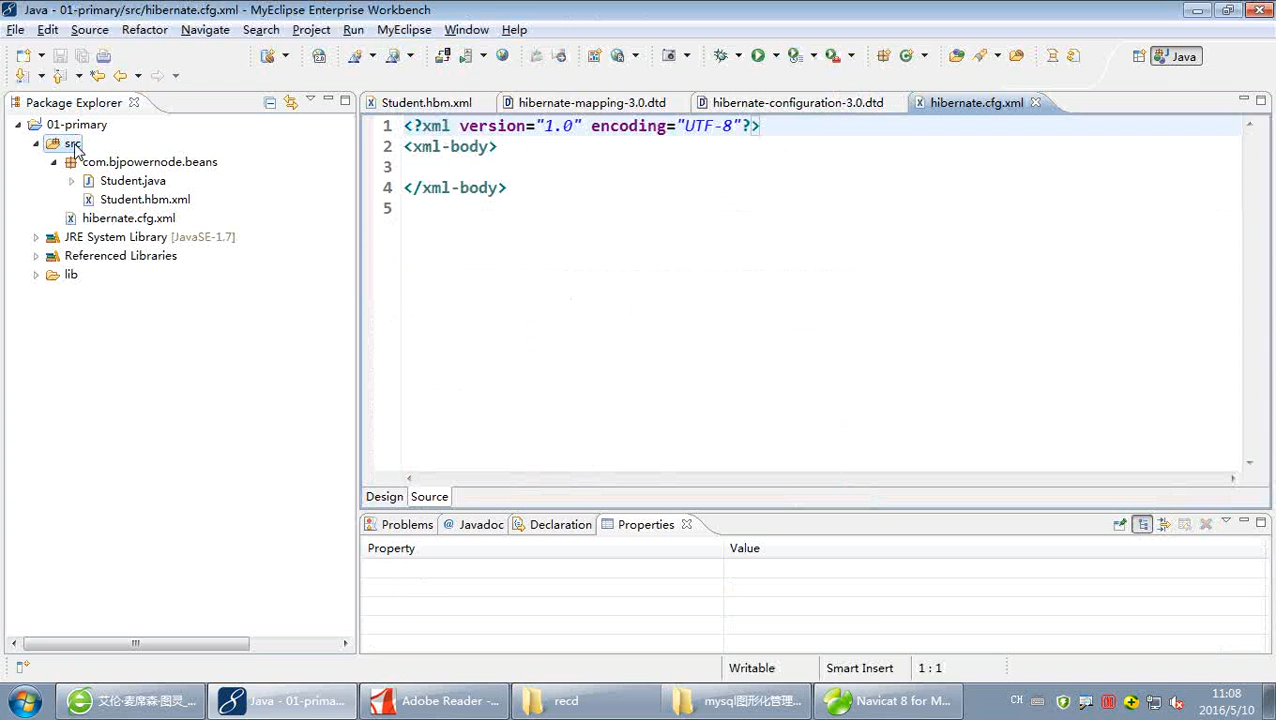 Java - 01-primary/src/hibernate.cfg.xml - MyEclipse Enterprise Workbench
File Edit Source Refactor Navigate Search Project Run MyEclipse Window Help
Java
Package Explorer
Student.hbm.xml hibernate-mapping-3.0.dtd hibernate-configuration-3.0.dtd hibernate.cfg.xml
01-primary
src
com.bjpowernode.beans
Student.java
Student.hbm.xml
hibernate.cfg.xml
JRE System Library [JavaSE-1.7]
Referenced Libraries
lib
1 <?xml version="1.0" encoding="UTF-8"?>
2 <xml-body>
3
4 </xml-body>
5
Design Source
Problems @ Javadoc Declaration Properties
Property Value
Writable Smart Insert 1 : 1
艾伦·麦席森·图灵_... Java - 01-prima... Adobe Reader -... recd mysql图形化管理... Navicat 8 for M... CH 11:08
2016/5/10